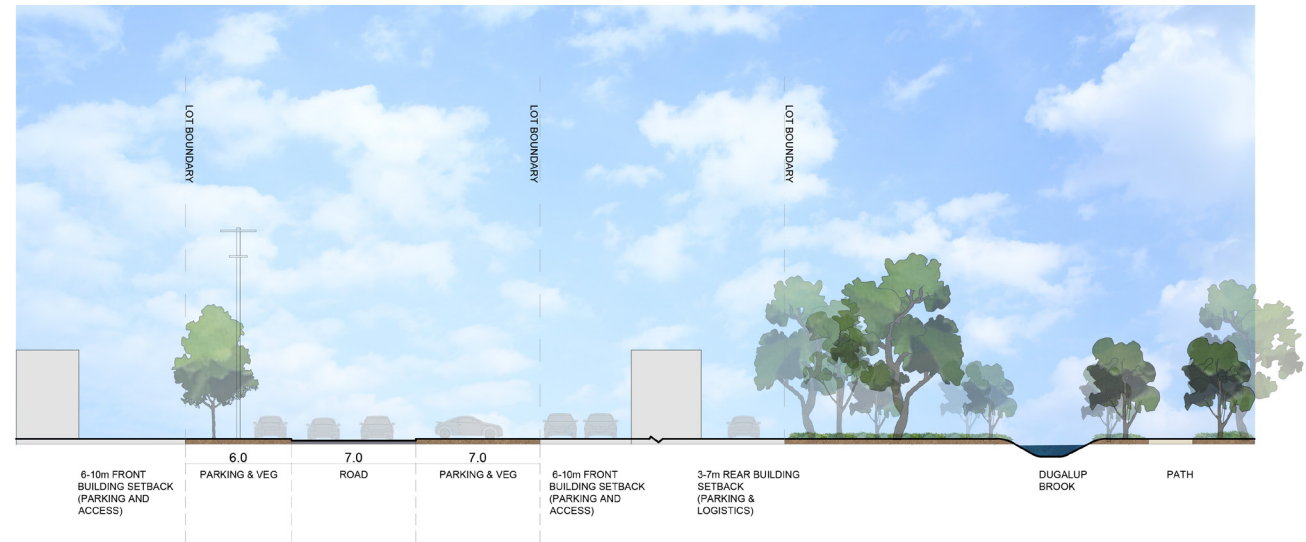 LOT BOUNDARY
LOT BOUNDARY
LOT BOUNDARY
6.0
7.0
7.0
6-10m FRONT
BUILDING SETBACK
(PARKING AND
ACCESS)
PARKING & VEG
ROAD
PARKING & VEG
6-10m FRONT
BUILDING SETBACK
(PARKING AND
ACCESS)
3-7m REAR BUILDING
SETBACK
(PARKING &
LOGISTICS)
DUGALUP
BROOK
PATH